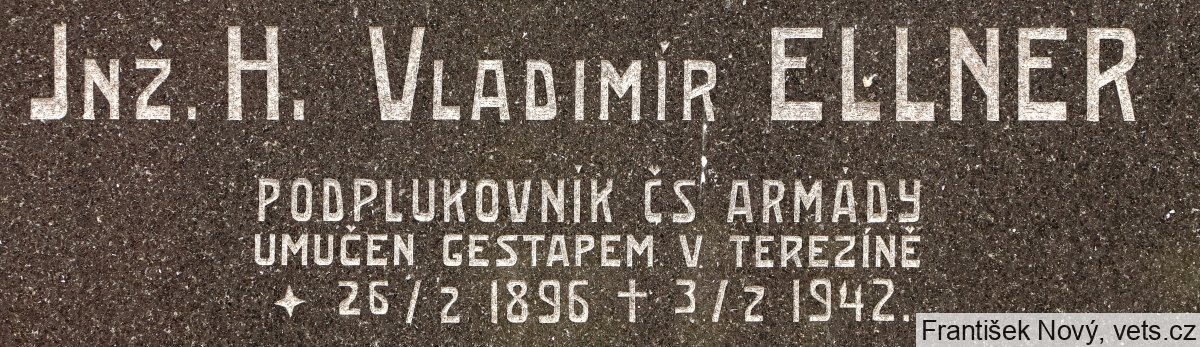 JNŽ. H. VLADIMÍR ELLNER
PODPLUKOVNÍK ČS ARMÁDY
UMUČEN GESTAPEM V TEREZÍNĚ
✦ 26/2 1896 † 3/2 1942.
František Nový, vets.cz